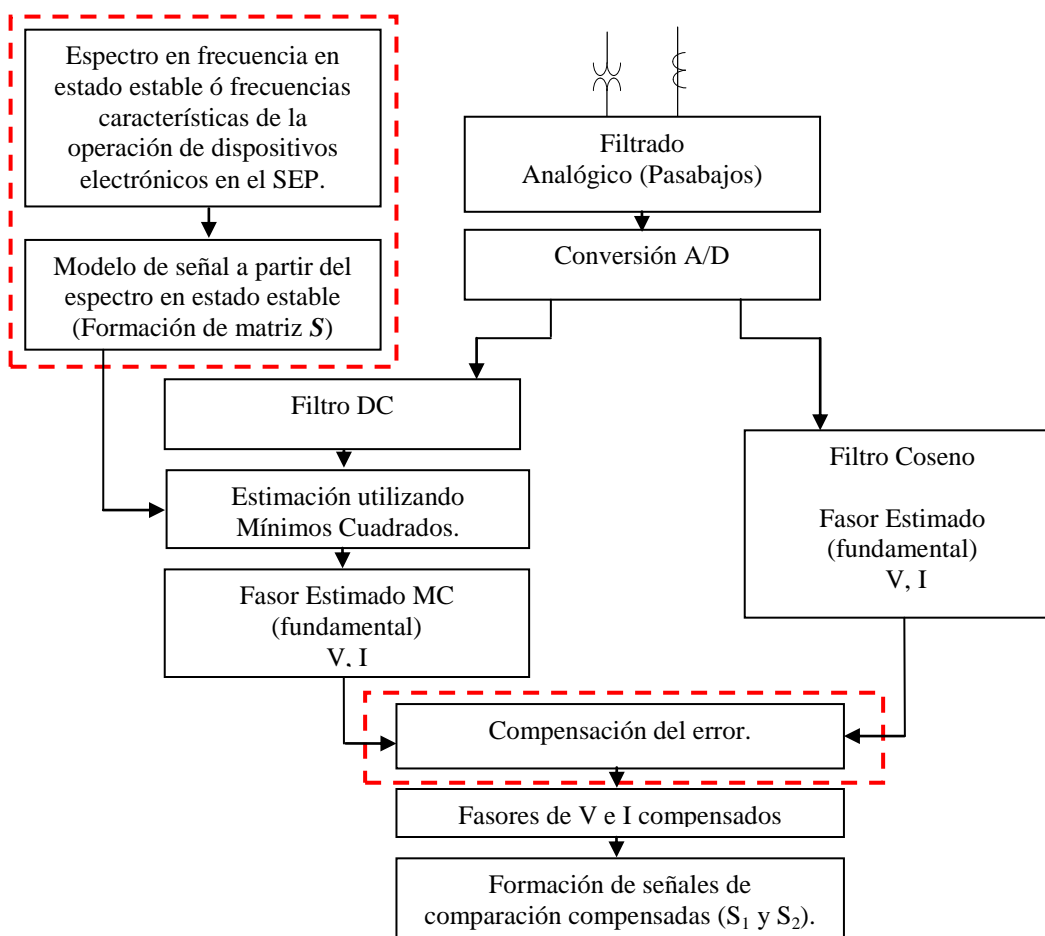 Espectro en frecuencia en
estado estable ó frecuencias
características de la
operación de dispositivos
electrónicos en el SEP.
Modelo de señal a partir del
espectro en estado estable
(Formación de matriz S)
Filtrado
Analógico (Pasabajos)
Conversión A/D
Filtro DC
Estimación utilizando
Mínimos Cuadrados.
Fasor Estimado MC
(fundamental)
V, I
Filtro Coseno
Fasor Estimado
(fundamental)
V, I
Compensación del error.
Fasores de V e I compensados
Formación de señales de
comparación compensadas (S₁ y S₂).